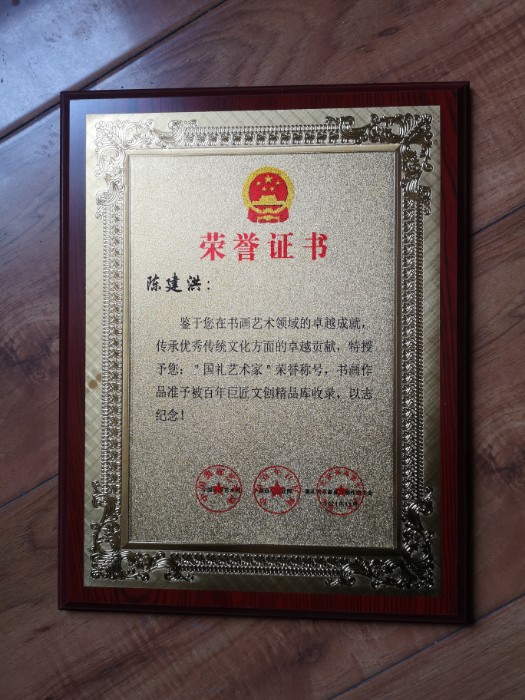 荣誉证书
陈建洪：
鉴于您在书画艺术领域的卓越成就，
传承优秀传统文化方面的卓越贡献，特授
予您："国礼艺术家"荣誉称号，书画作
品准予被百年巨匠文创精品库收录，以志
纪念！